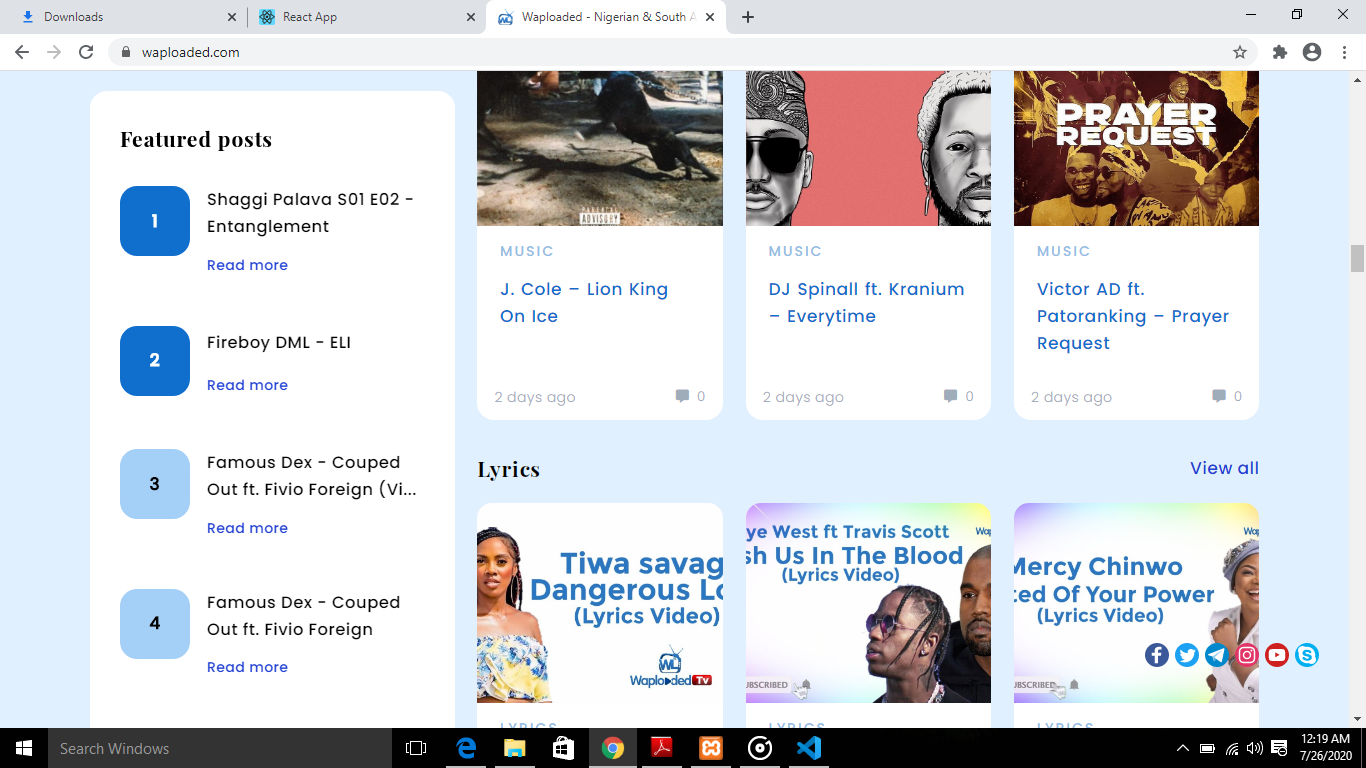 Downloads
React App
Waploaded - Nigerian & South A
waploaded.com
Featured posts
1
Shaggi Palava S01 E02 -
Entanglement
Read more
2
Fireboy DML - ELI
Read more
3
Famous Dex - Couped
Out ft. Fivio Foreign (Vi...
Read more
4
Famous Dex - Couped
Out ft. Fivio Foreign
Read more
ADVISORY
MUSIC
J. Cole – Lion King
On Ice
2 days ago
0
MUSIC
DJ Spinall ft. Kranium
– Everytime
2 days ago
0
PRAYER
REQUEST
MUSIC
Victor AD ft.
Patoranking – Prayer
Request
2 days ago
0
Lyrics
View all
Tiwa savag
Dangerous Lo
(Lyrics Video)
WL
Waploaded Tv
LYRICS
ye West ft Travis Scott
Wap
sh Us In The Blood
(Lyrics Video)
UBSCRIBED
LYRICS
Wa
Mercy Chinwo
ted Of Your Power
(Lyrics Video)
UBSCRIBED
LYRICS
Search Windows
12:19 AM
7/26/2020